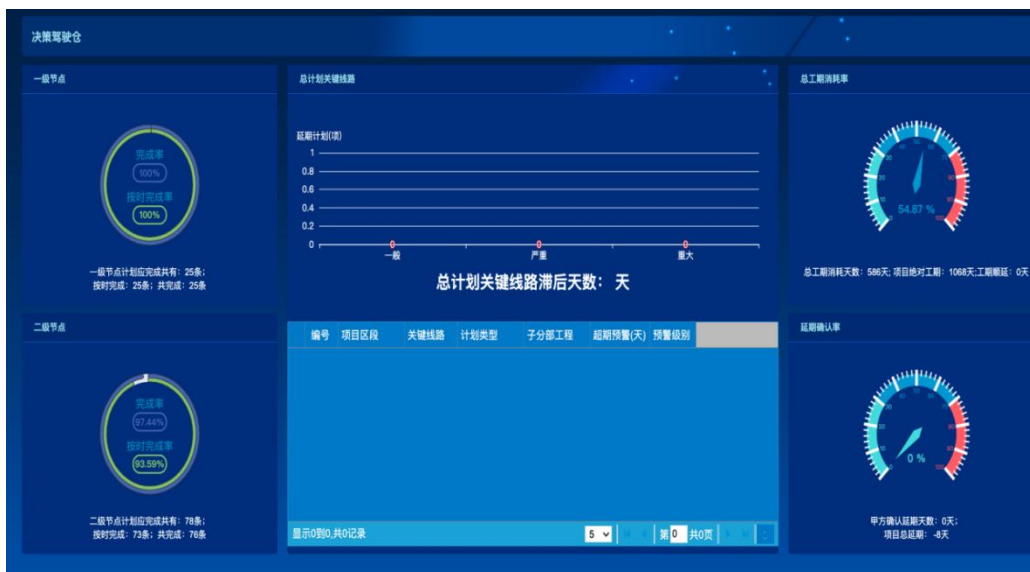 决策驾驶仓
一级节点
完成率
100%
按时完成率
100%
一级节点计划应完成共有：25条；
按时完成：25条；共完成：25条
二级节点
完成率
97.44%
按时完成率
93.59%
二级节点计划应完成共有：78条；
按时完成：73条；共完成：76条
总计划关键线路
延期计划(项)
1
0.8
0.6
0.4
0.2
0
0 0 0
一般 严重 重大
总计划关键线路滞后天数： 天
编号 项目区段 关键线路 计划类型 子分部工程 超期预警(天) 预警级别
显示0到0,共0记录 5 第 0 共0页
总工期消耗率
54.87 %
总工期消耗天数：586天；项目绝对工期：1068天;工期顺延：0天
延期确认率
0 %
甲方确认延期天数：0天；
项目总延期：-8天